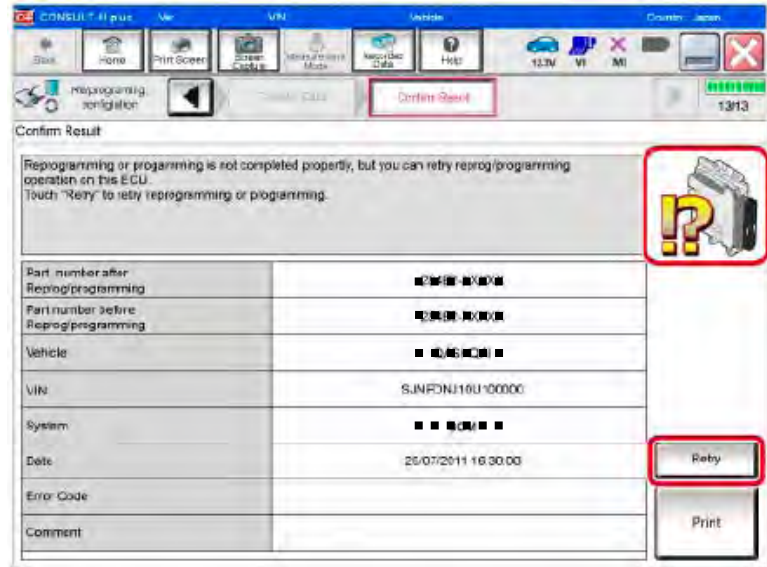 CONSULT-III plus Ver. VIN Vehicle Country Japan
Back Home Print Screen Screen Capture Measurement Mode Recorded Data Help 12.3V VI MI
Confirm Result 13/13
Confirm Result
Reprogramming or progamming is not completed propertly, but you can retry reprog/programming
operation on this ECU.
Touch "Retry" to retry reprogramming or programming.
Part number after
Reprog/programming
Part number before
Reprog/programming
Vehicle
VIN SJNFDNJ10U100000
System
Date 26/07/2011 16:30:00
Retry
Error Code
Print
Comment